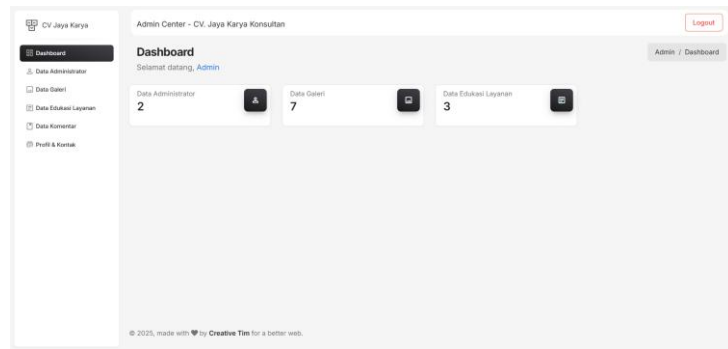 CV Jaya Karya
Dashboard
Data Administrator
Data Galeri
Data Edukasi Layanan
Data Komentar
Profil & Kontak
Admin Center - CV. Jaya Karya Konsultan
Logout
Dashboard
Selamat datang, Admin
Admin / Dashboard
Data Administrator
2
Data Galeri
7
Data Edukasi Layanan
3
© 2025, made with ♥ by Creative Tim for a better web.